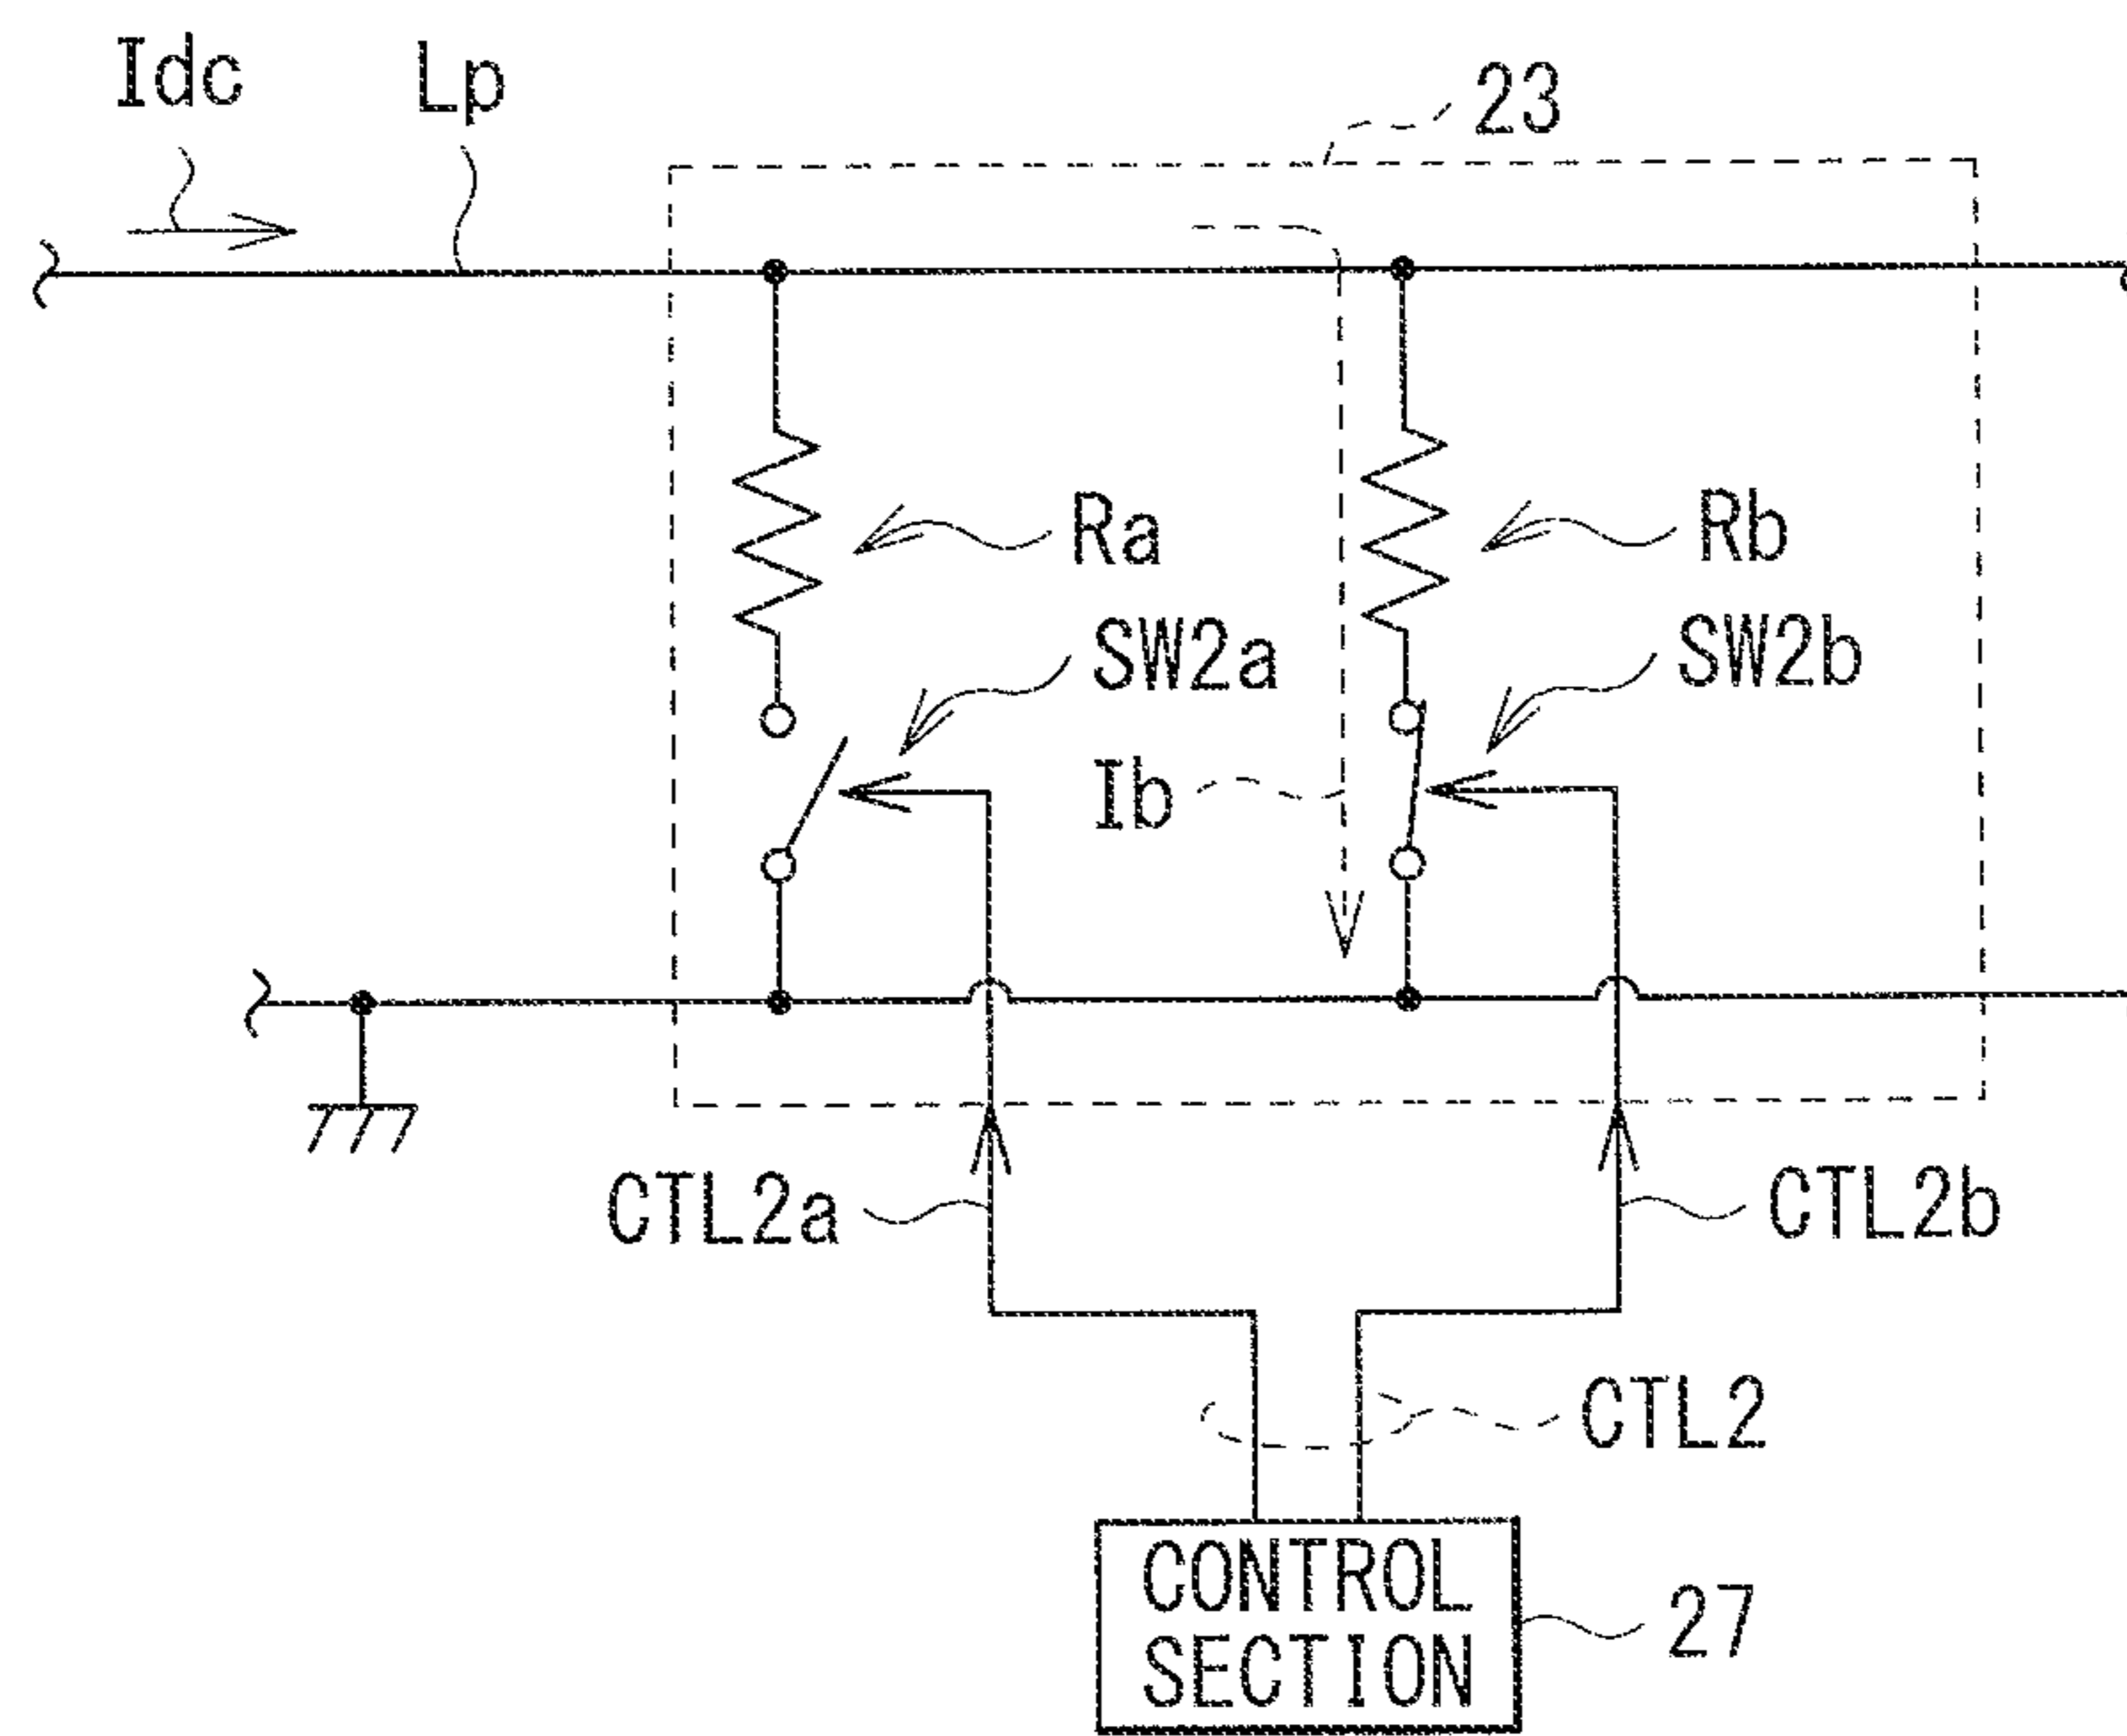 Idc
Lp
23
Ra
Rb
SW2a
SW2b
Ib
CTL2a
CTL2b
CTL2
CONTROL
SECTION
27